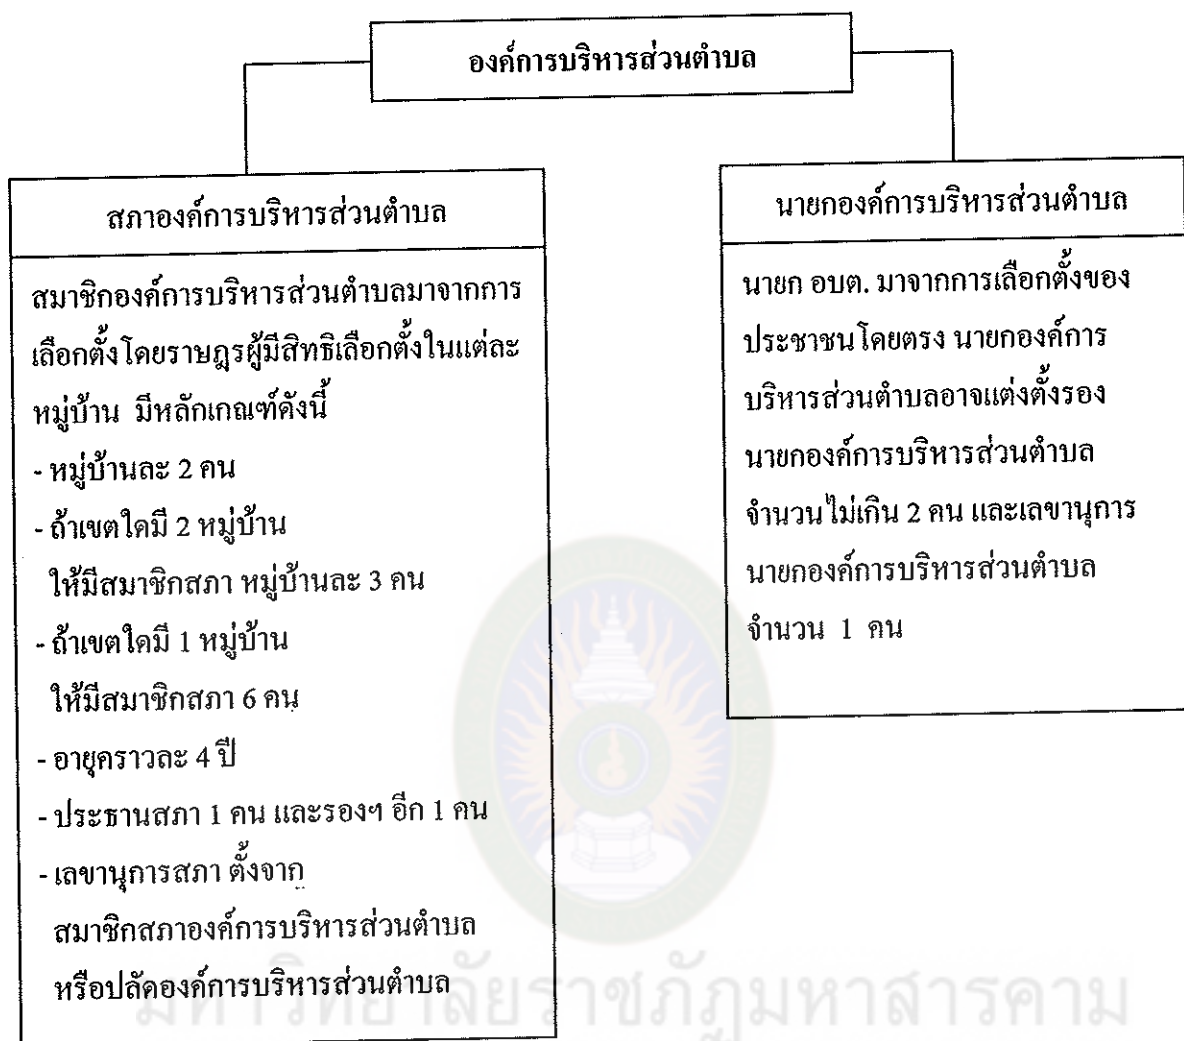 องค์การบริหารส่วนตำบล
สภาองค์การบริหารส่วนตำบล
สมาชิกองค์การบริหารส่วนตำบลมาจากการ
เลือกตั้งโดยราษฎรผู้มีสิทธิเลือกตั้งในแต่ละ
หมู่บ้าน มีหลักเกณฑ์ดังนี้
- หมู่บ้านละ 2 คน
- ถ้าเขตใดมี 2 หมู่บ้าน
ให้มีสมาชิกสภา หมู่บ้านละ 3 คน
- ถ้าเขตใดมี 1 หมู่บ้าน
ให้มีสมาชิกสภา 6 คน
- อายุคราวละ 4 ปี
- ประธานสภา 1 คน และรองฯ อีก 1 คน
- เลขานุการสภา ตั้งจาก
สมาชิกสภาองค์การบริหารส่วนตำบล
หรือปลัดองค์การบริหารส่วนตำบล
นายกองค์การบริหารส่วนตำบล
นายก อบต. มาจากการเลือกตั้งของ
ประชาชนโดยตรง นายกองค์การ
บริหารส่วนตำบลอาจแต่งตั้งรอง
นายกองค์การบริหารส่วนตำบล
จำนวนไม่เกิน 2 คน และเลขานุการ
นายกองค์การบริหารส่วนตำบล
จำนวน 1 คน
มหาวิทยาลัยราชภัฏมหาสารคาม